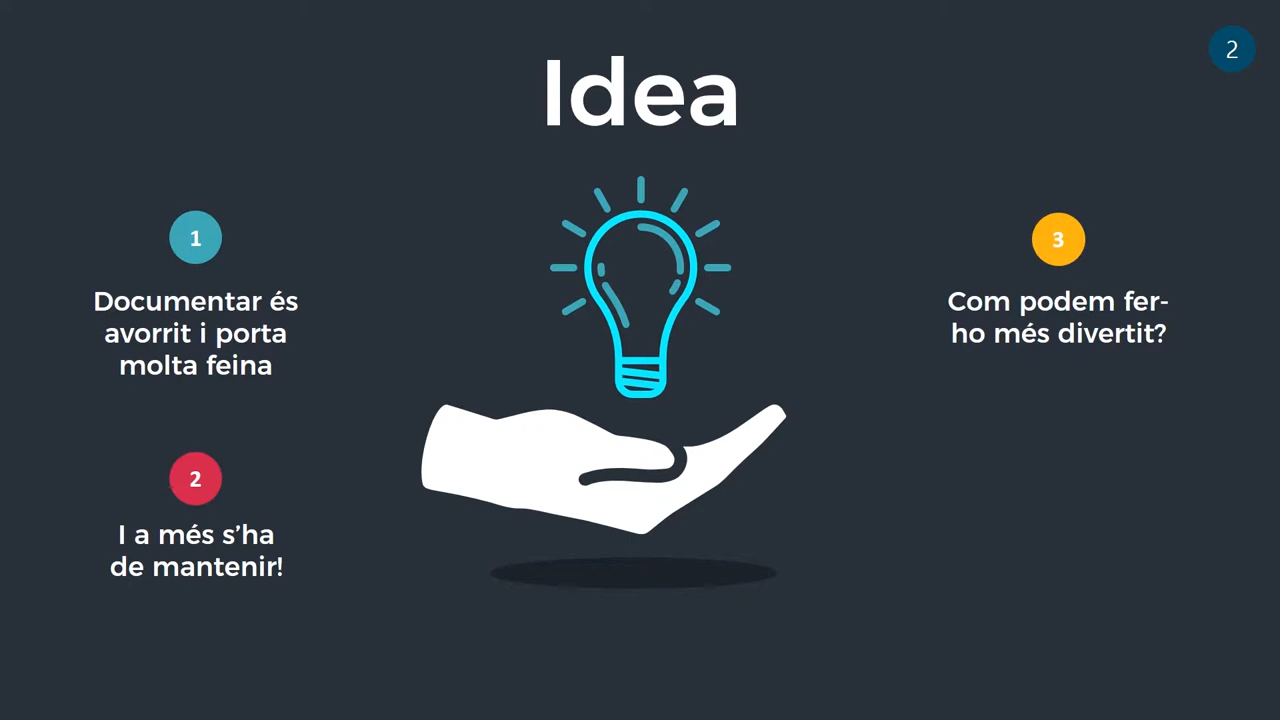 2
Idea
1
Documentar és
avorrit i porta
molta feina
2
I a més s’ha
de mantenir!
3
Com podem fer-
ho més divertit?